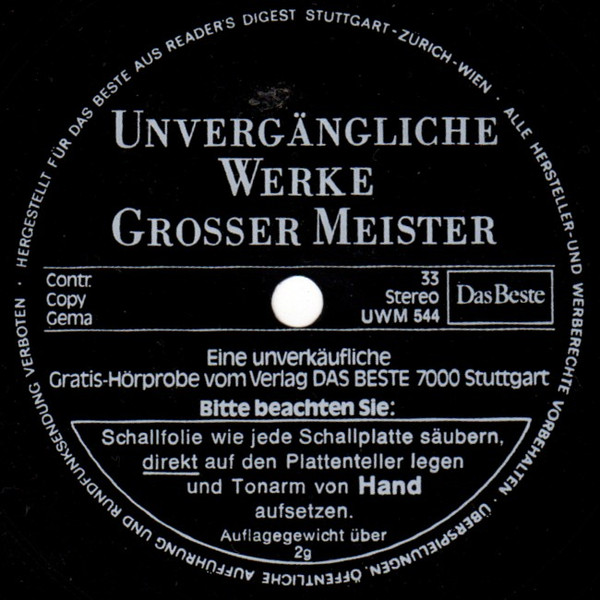 HERGESTELLT FÜR DAS BESTE AUS READER'S DIGEST STUTTGART-ZÜRICH-WIEN · ALLE HERSTELLER-UND WERBERECHTE VORBEHALTEN · ÜBERSPIELUNGEN, ÖFFENTLICHE AUFFÜHRUNG UND RUNDFUNKSENDUNG VERBOTEN ·
UNVERGÄNGLICHE
WERKE
GROSSER MEISTER
Contr. 33
Copy Stereo
Gema UWM 544
Das Beste
Eine unverkäufliche
Gratis-Hörprobe vom Verlag DAS BESTE 7000 Stuttgart
Bitte beachten Sie:
Schallfolie wie jede Schallplatte säubern,
direkt auf den Plattenteller legen
und Tonarm von Hand
aufsetzen.
Auflagegewicht über
2g